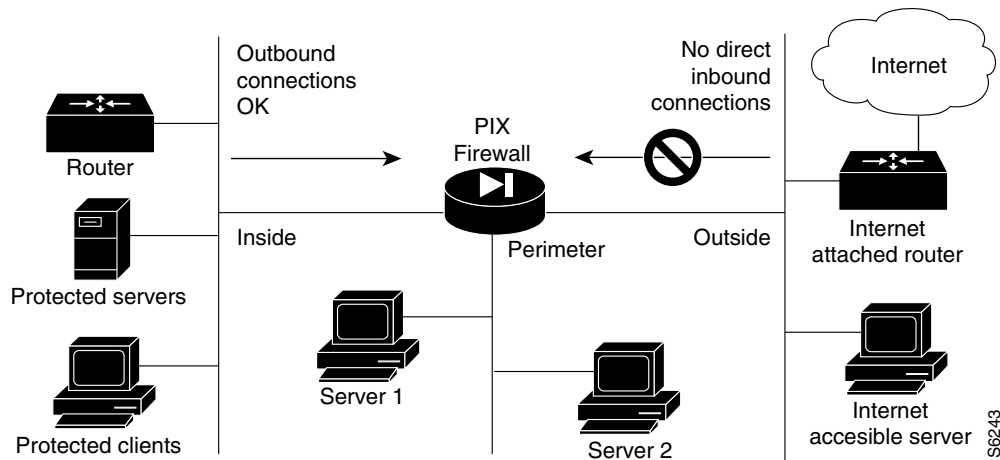 Outbound
connections
OK
No direct
inbound
connections
Internet
PIX
Firewall
Router
Internet
attached router
Inside
Perimeter
Outside
Protected servers
Server 1
Server 2
Protected clients
Internet
accesible server
S6243